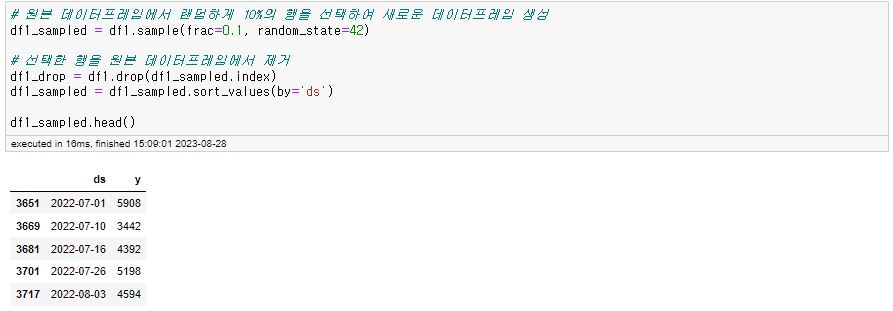 # 원본 데이터프레임에서 랜덤하게 10%의 행을 선택하여 새로운 데이터프레임 생성
df1_sampled = df1.sample(frac=0.1, random_state=42)
# 선택한 행을 원본 데이터프레임에서 제거
df1_drop = df1.drop(df1_sampled.index)
df1_sampled = df1_sampled.sort_values(by='ds')
df1_sampled.head()
executed in 16ms, finished 15:09:01 2023-08-28
ds y
3651 2022-07-01 5908
3669 2022-07-10 3442
3681 2022-07-16 4392
3701 2022-07-26 5198
3717 2022-08-03 4594